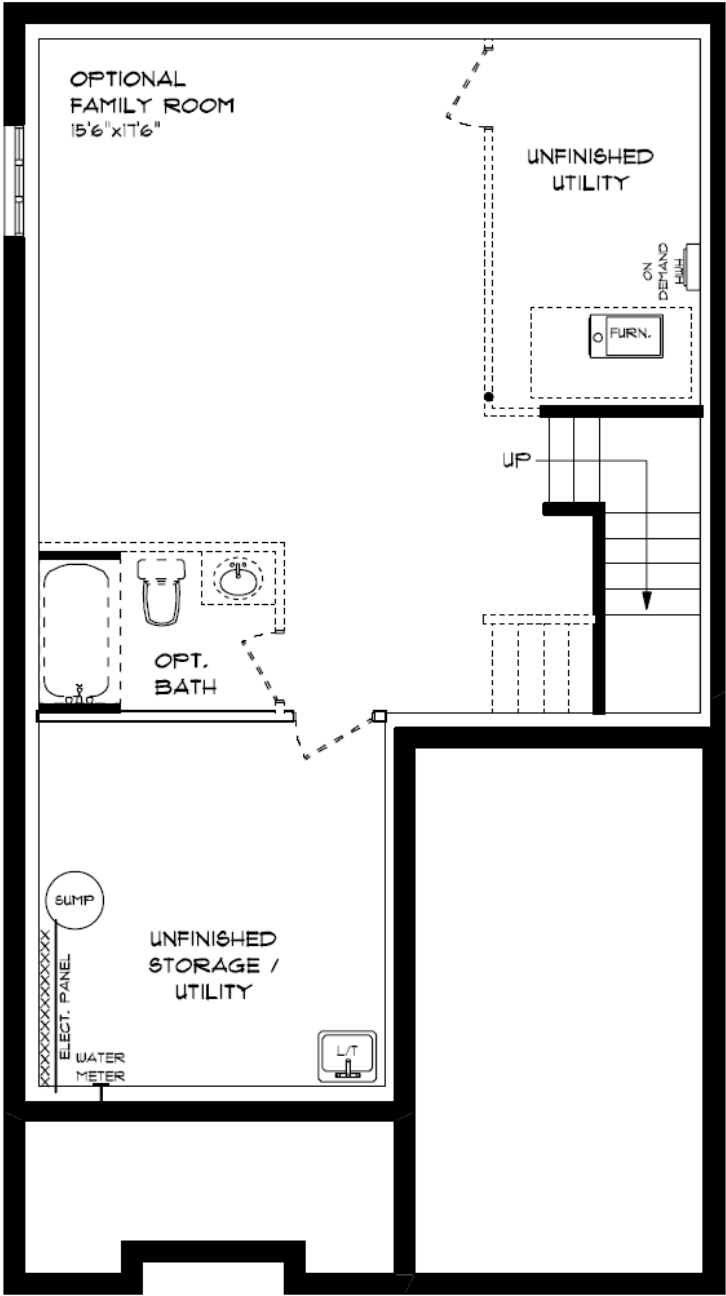 OPTIONAL
FAMILY ROOM
15'6"x17'6"
UNFINISHED
UTILITY
ON
DEMAND
HWH
FURN.
UP
OPT.
BATH
SUMP
UNFINISHED
STORAGE /
UTILITY
ELECT. PANEL
WATER
METER
L/T